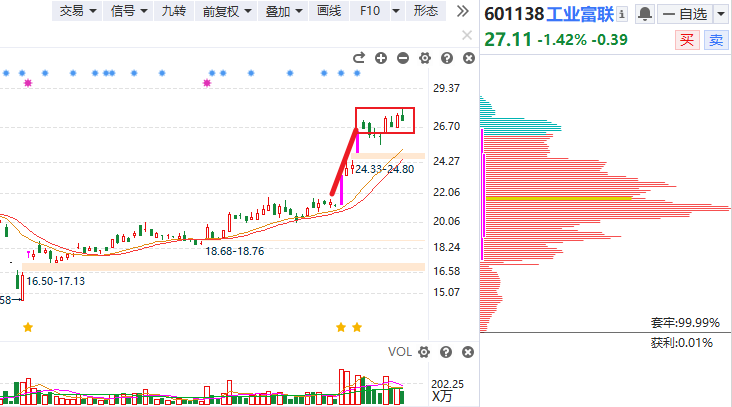 交易 信号 九转 前复权 叠加 画线 F10 形态
601138 工业富联
一自选
27.11 -1.42% -0.39
买 卖
29.37
26.70
24.27
24.33-24.80
22.06
20.06
18.68-18.76
18.24
16.58
16.50-17.13
15.07
套牢:99.99%
获利:0.01%
VOL
202.25
X万